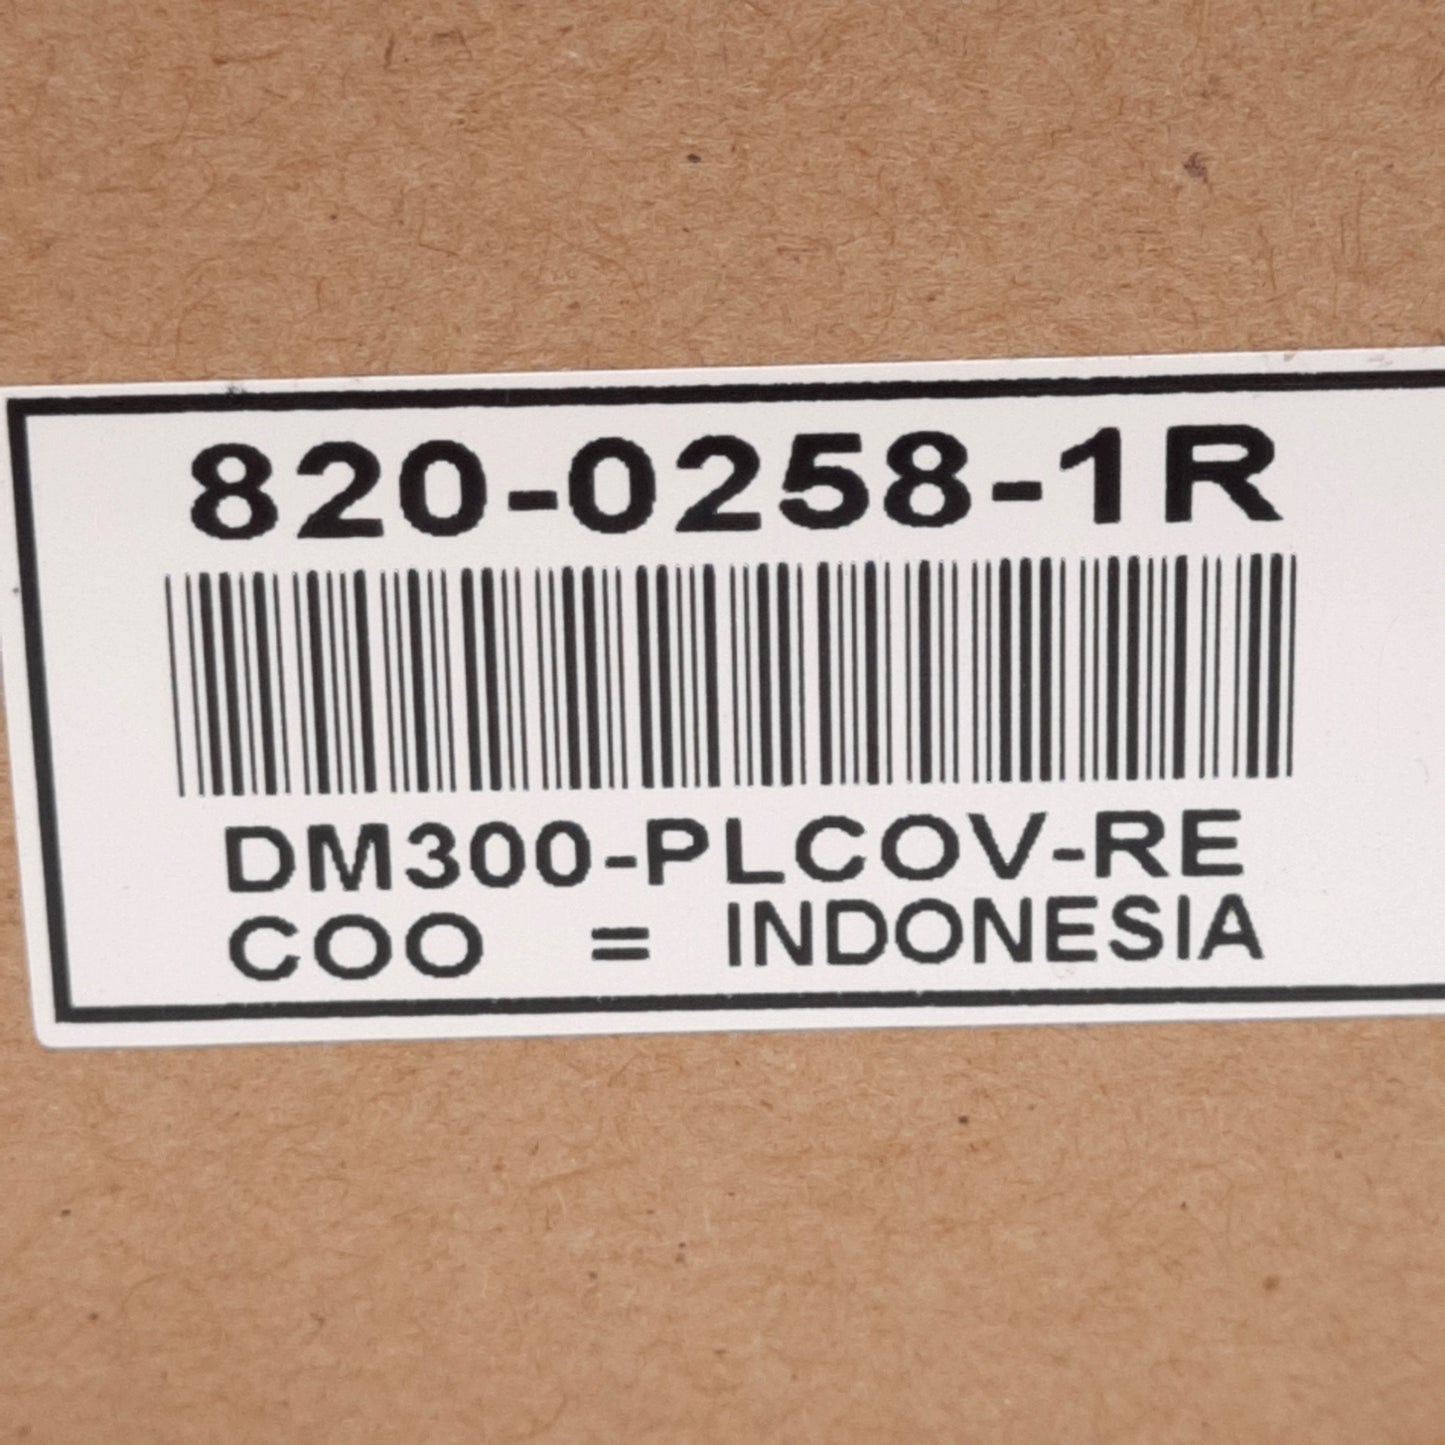 820-0258-1R
DM300-PLCOV-RE
COO = INDONESIA